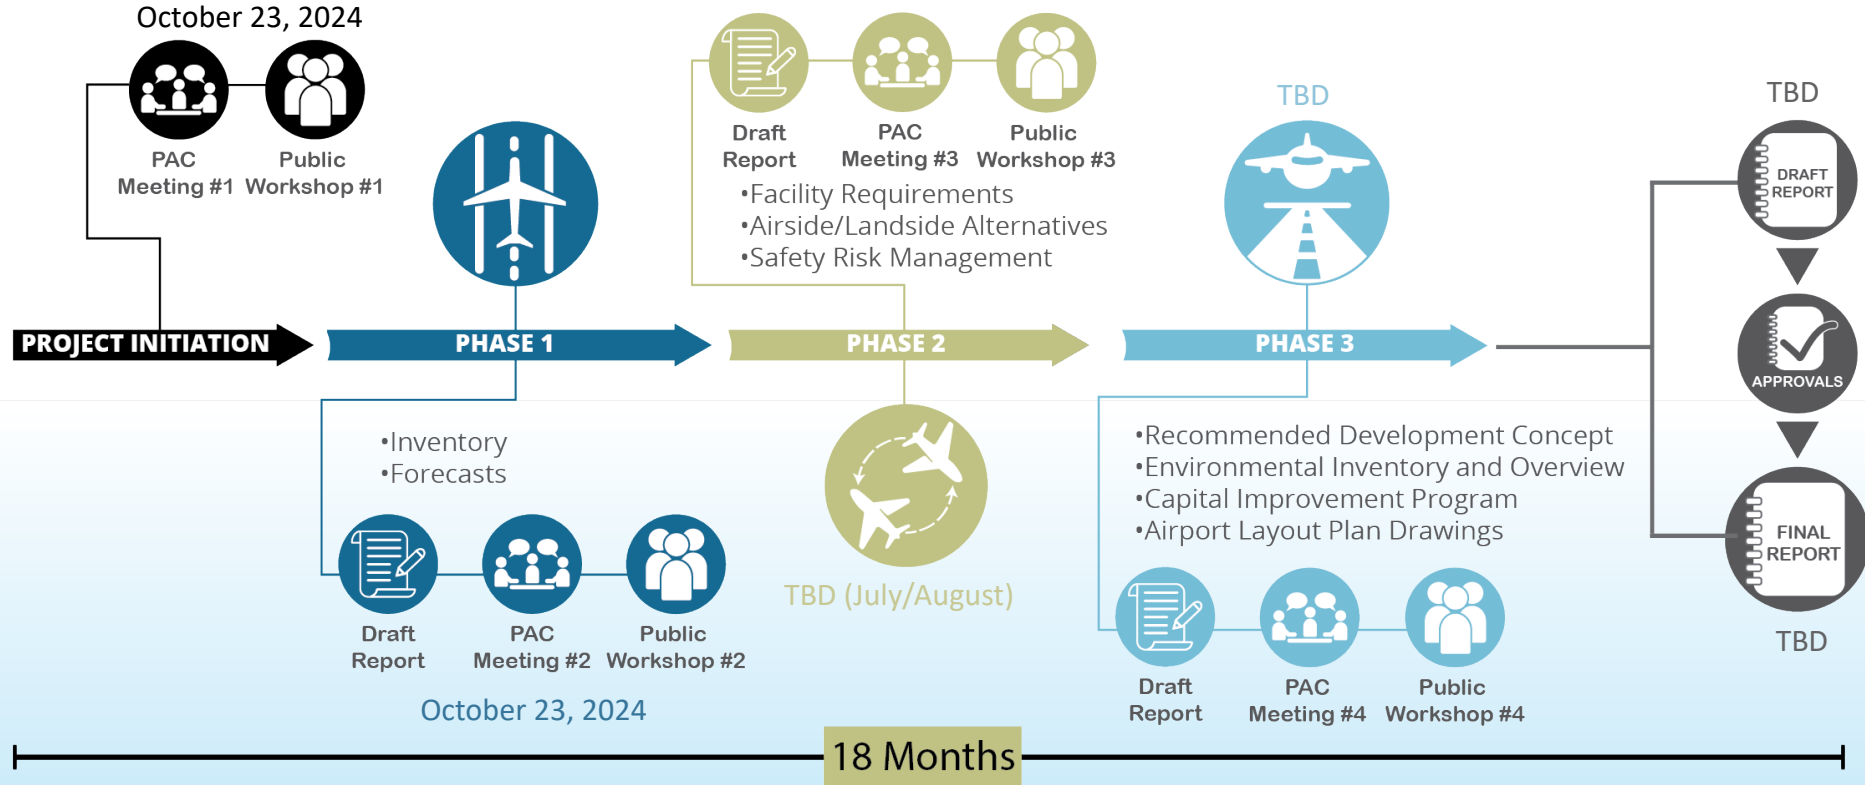 October 23, 2024
PAC
Meeting #1
Public
Workshop #1
PROJECT INITIATION
PHASE 1
•Inventory
•Forecasts
Draft
Report
PAC
Meeting #2
Public
Workshop #2
October 23, 2024
Draft
Report
PAC
Meeting #3
Public
Workshop #3
•Facility Requirements
•Airside/Landside Alternatives
•Safety Risk Management
PHASE 2
TBD (July/August)
TBD
PHASE 3
•Recommended Development Concept
•Environmental Inventory and Overview
•Capital Improvement Program
•Airport Layout Plan Drawings
Draft
Report
PAC
Meeting #4
Public
Workshop #4
TBD
DRAFT
REPORT
APPROVALS
FINAL
REPORT
TBD
18 Months